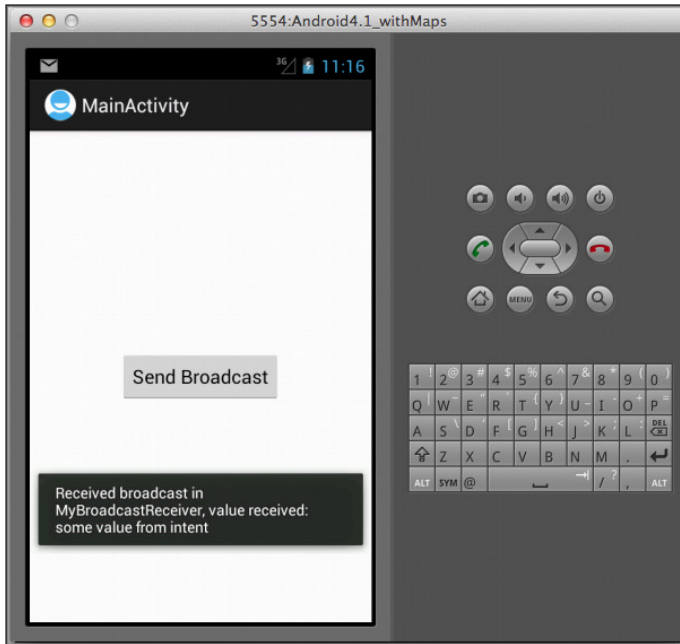 5554:Android4.1_withMaps
3G 11:16
MainActivity
Send Broadcast
Received broadcast in
MyBroadcastReceiver, value received:
some value from intent
MENU
1 ! 2 @ 3 # 4 $ 5 % 6 ^ 7 & 8 * 9 ( 0 )
Q | W ~ E " R ` T { Y } U - I - O + P =
A S \ D ' F [ G ] H < J > K ; L : DEL
Z X C V B N M .
ALT SYM @ / ? , ALT